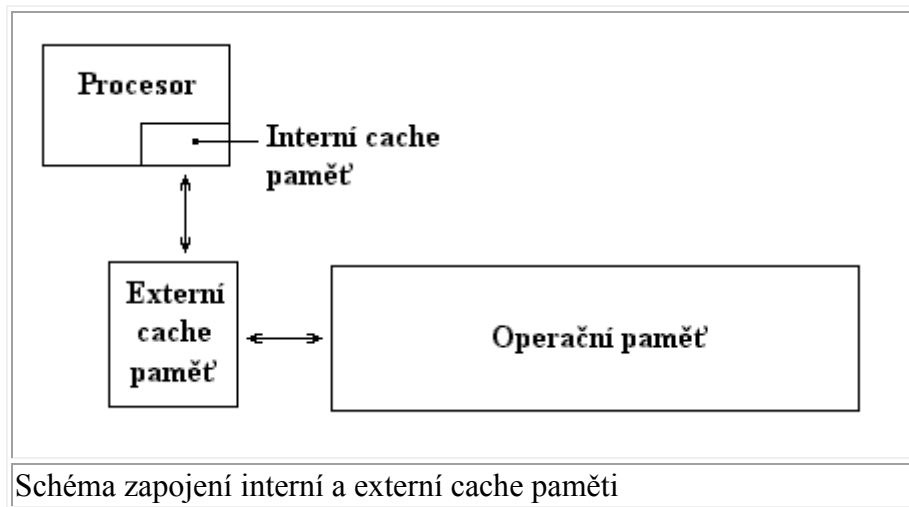 Procesor
Interní cache
paměť
Externí
cache
paměť
Operační paměť
Schéma zapojení interní a externí cache paměti